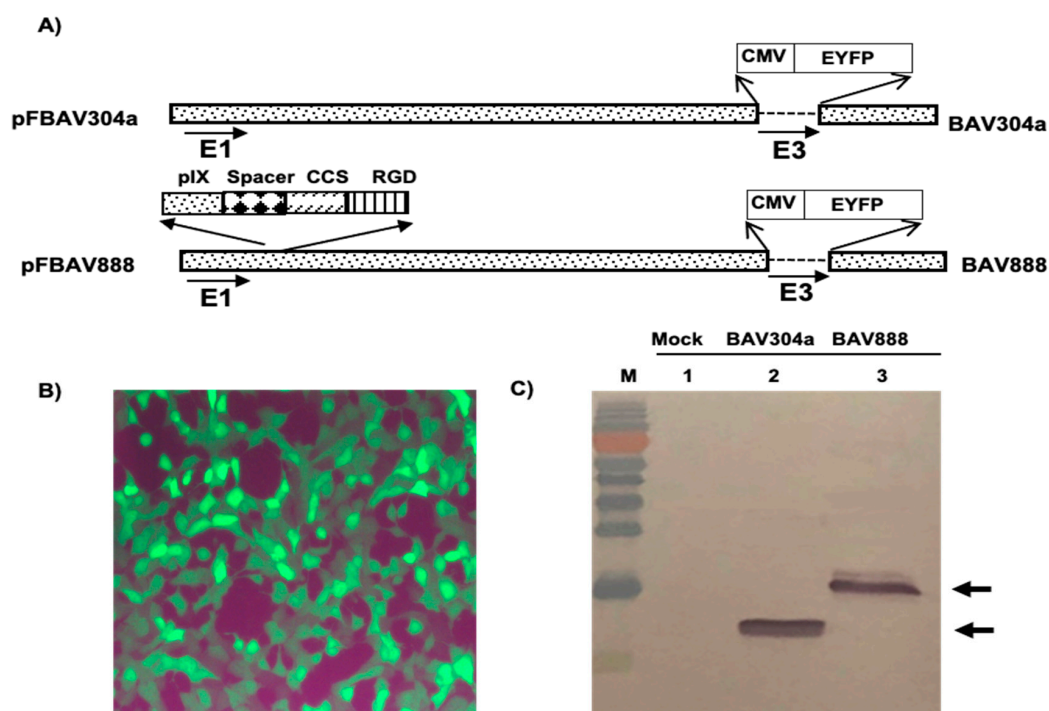 A)
CMV EYFP
pFBAV304a BAV304a
E1 E3
pIX Spacer CCS RGD
CMV EYFP
pFBAV888 BAV888
E1 E3
Mock BAV304a BAV888
B) C) M 1 2 3